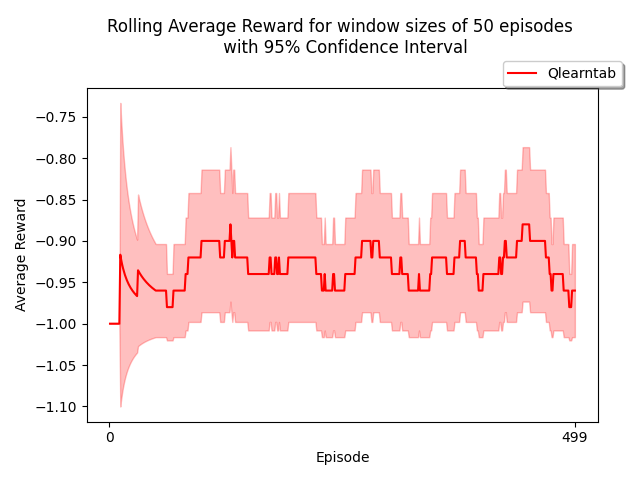 Rolling Average Reward for window sizes of 50 episodes
with 95% Confidence Interval
Qlearntab
−0.75
−0.80
−0.85
−0.90
−0.95
−1.00
−1.05
−1.10
Average Reward
0
499
Episode